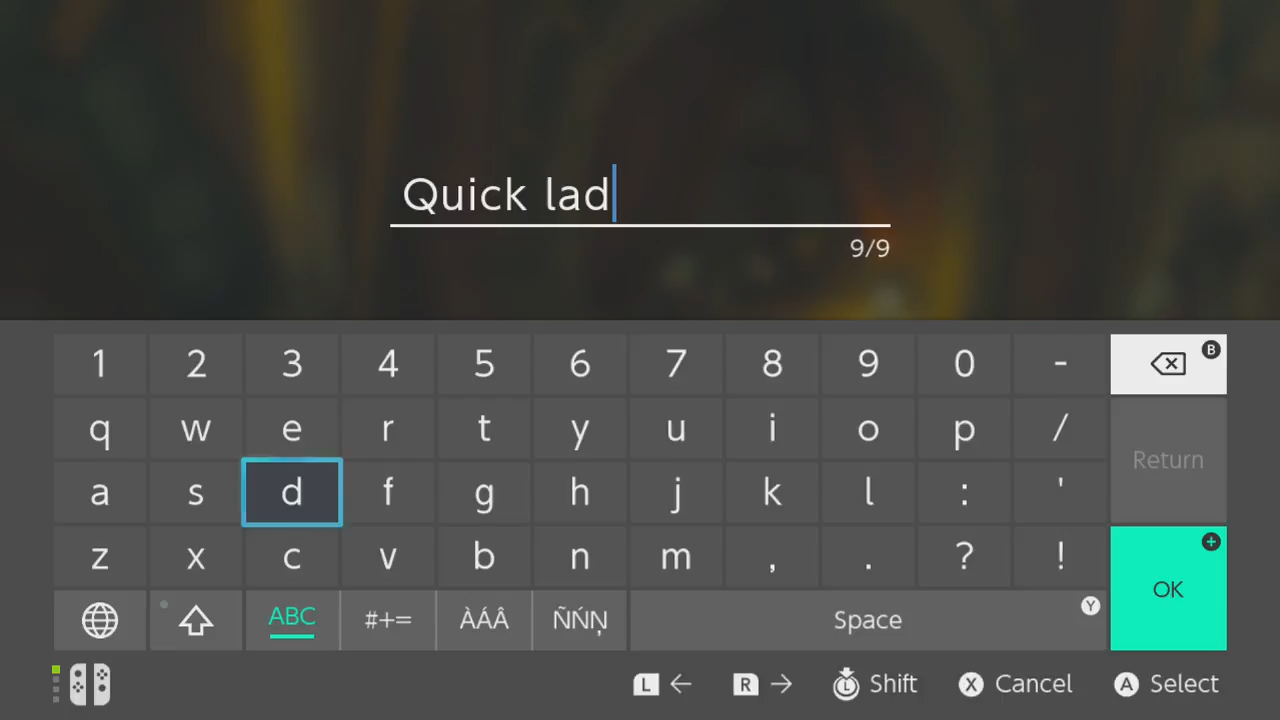 Quick lad
9/9
1 2 3 4 5 6 7 8 9 0 - B
q w e r t y u i o p / Return
a s d f g h j k l : '
z x c v b n m , . ? ! + OK
ABC #+= ÀÁÂ ÑŃŅ Space Y
L ← R → L Shift X Cancel A Select